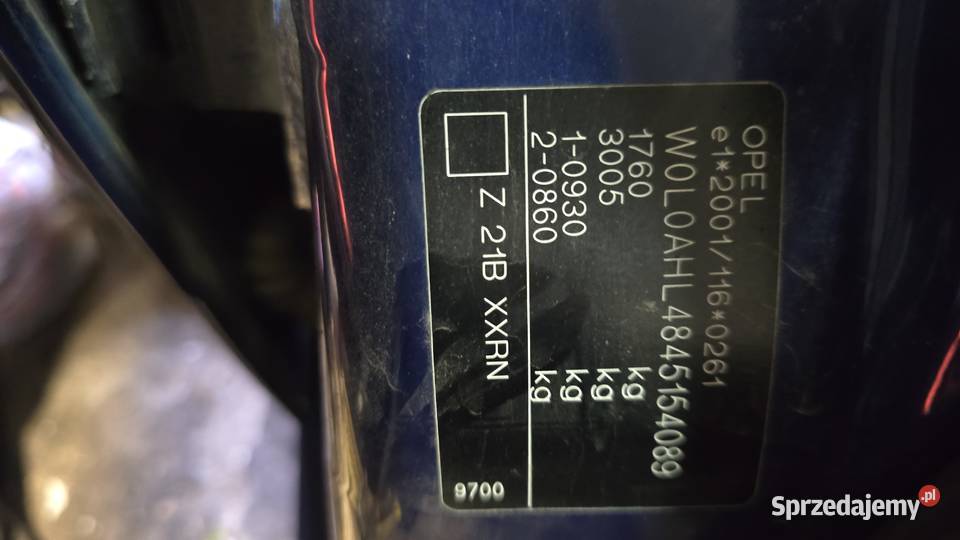 OPEL
e1*2001/116*0261
W0L0AHL4845154089
1760 kg
3005 kg
1-0930 kg
2-0860 kg
Z 21B XXRN
9700
Sprzedajemy.pl